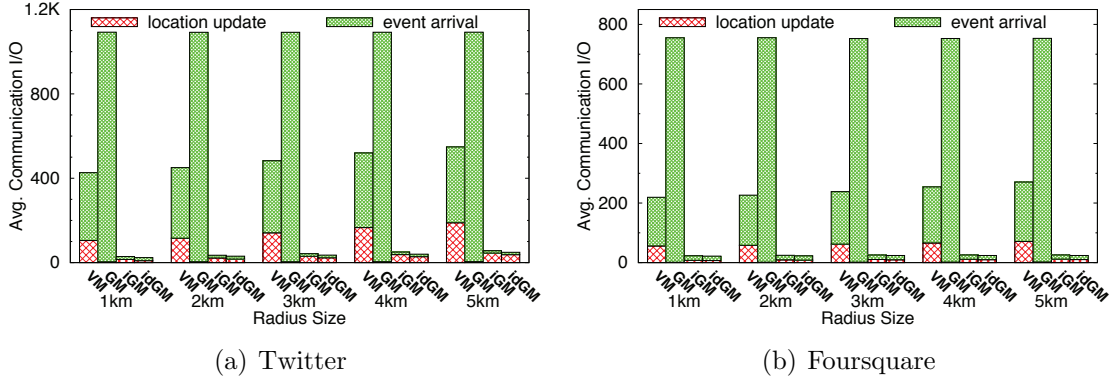 location update event arrival
1.2K
800
400
0
Avg. Communication I/O
VM GM iGM idGM VM GM iGM idGM VM GM iGM idGM VM GM iGM idGM VM GM iGM idGM
1km 2km 3km 4km 5km
Radius Size
(a) Twitter
location update event arrival
800
600
400
200
0
Avg. Communication I/O
VM GM iGM idGM VM GM iGM idGM VM GM iGM idGM VM GM iGM idGM VM GM iGM idGM
1km 2km 3km 4km 5km
Radius Size
(b) Foursquare